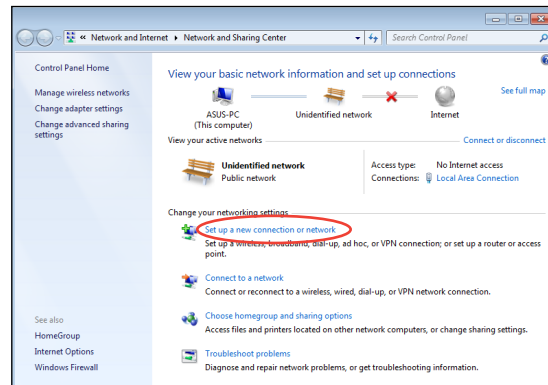 « Network and Internet ▸ Network and Sharing Center
Search Control Panel
Control Panel Home
Manage wireless networks
Change adapter settings
Change advanced sharing
settings
See also
HomeGroup
Internet Options
Windows Firewall
View your basic network information and set up connections
See full map
ASUS-PC
(This computer)
Unidentified network
Internet
View your active networks
Connect or disconnect
Unidentified network
Public network
Access type: No Internet access
Connections: Local Area Connection
Change your networking settings
Set up a new connection or network
Set up a wireless, broadband, dial-up, ad hoc, or VPN connection; or set up a router or access
point.
Connect to a network
Connect or reconnect to a wireless, wired, dial-up, or VPN network connection.
Choose homegroup and sharing options
Access files and printers located on other network computers, or change sharing settings.
Troubleshoot problems
Diagnose and repair network problems, or get troubleshooting information.